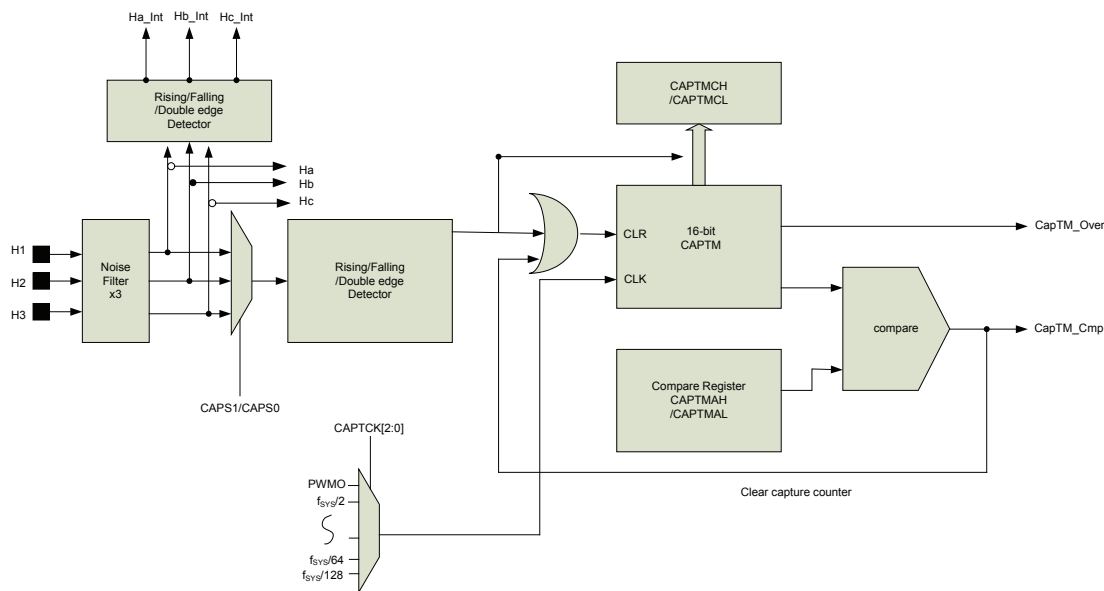 Ha_Int
Hb_Int
Hc_Int
Rising/Falling
/Double edge
Detector
CAPTMCH
/CAPTMCL
Ha
Hb
Hc
H1
H2
H3
Noise
Filter
x3
Rising/Falling
/Double edge
Detector
CLR
16-bit
CAPTM
CLK
CapTM_Over
compare
CapTM_Cmp
Compare Register
CAPTMAH
/CAPTMAL
CAPS1/CAPS0
CAPTCK[2:0]
PWMO
fSYS/2
fSYS/64
fSYS/128
Clear capture counter